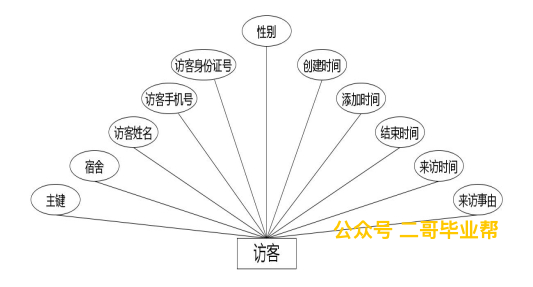 性别
访客身份证号
创建时间
访客手机号
添加时间
访客姓名
结束时间
宿舍
来访时间
主键
来访事由
公众号 二哥毕业帮
访客